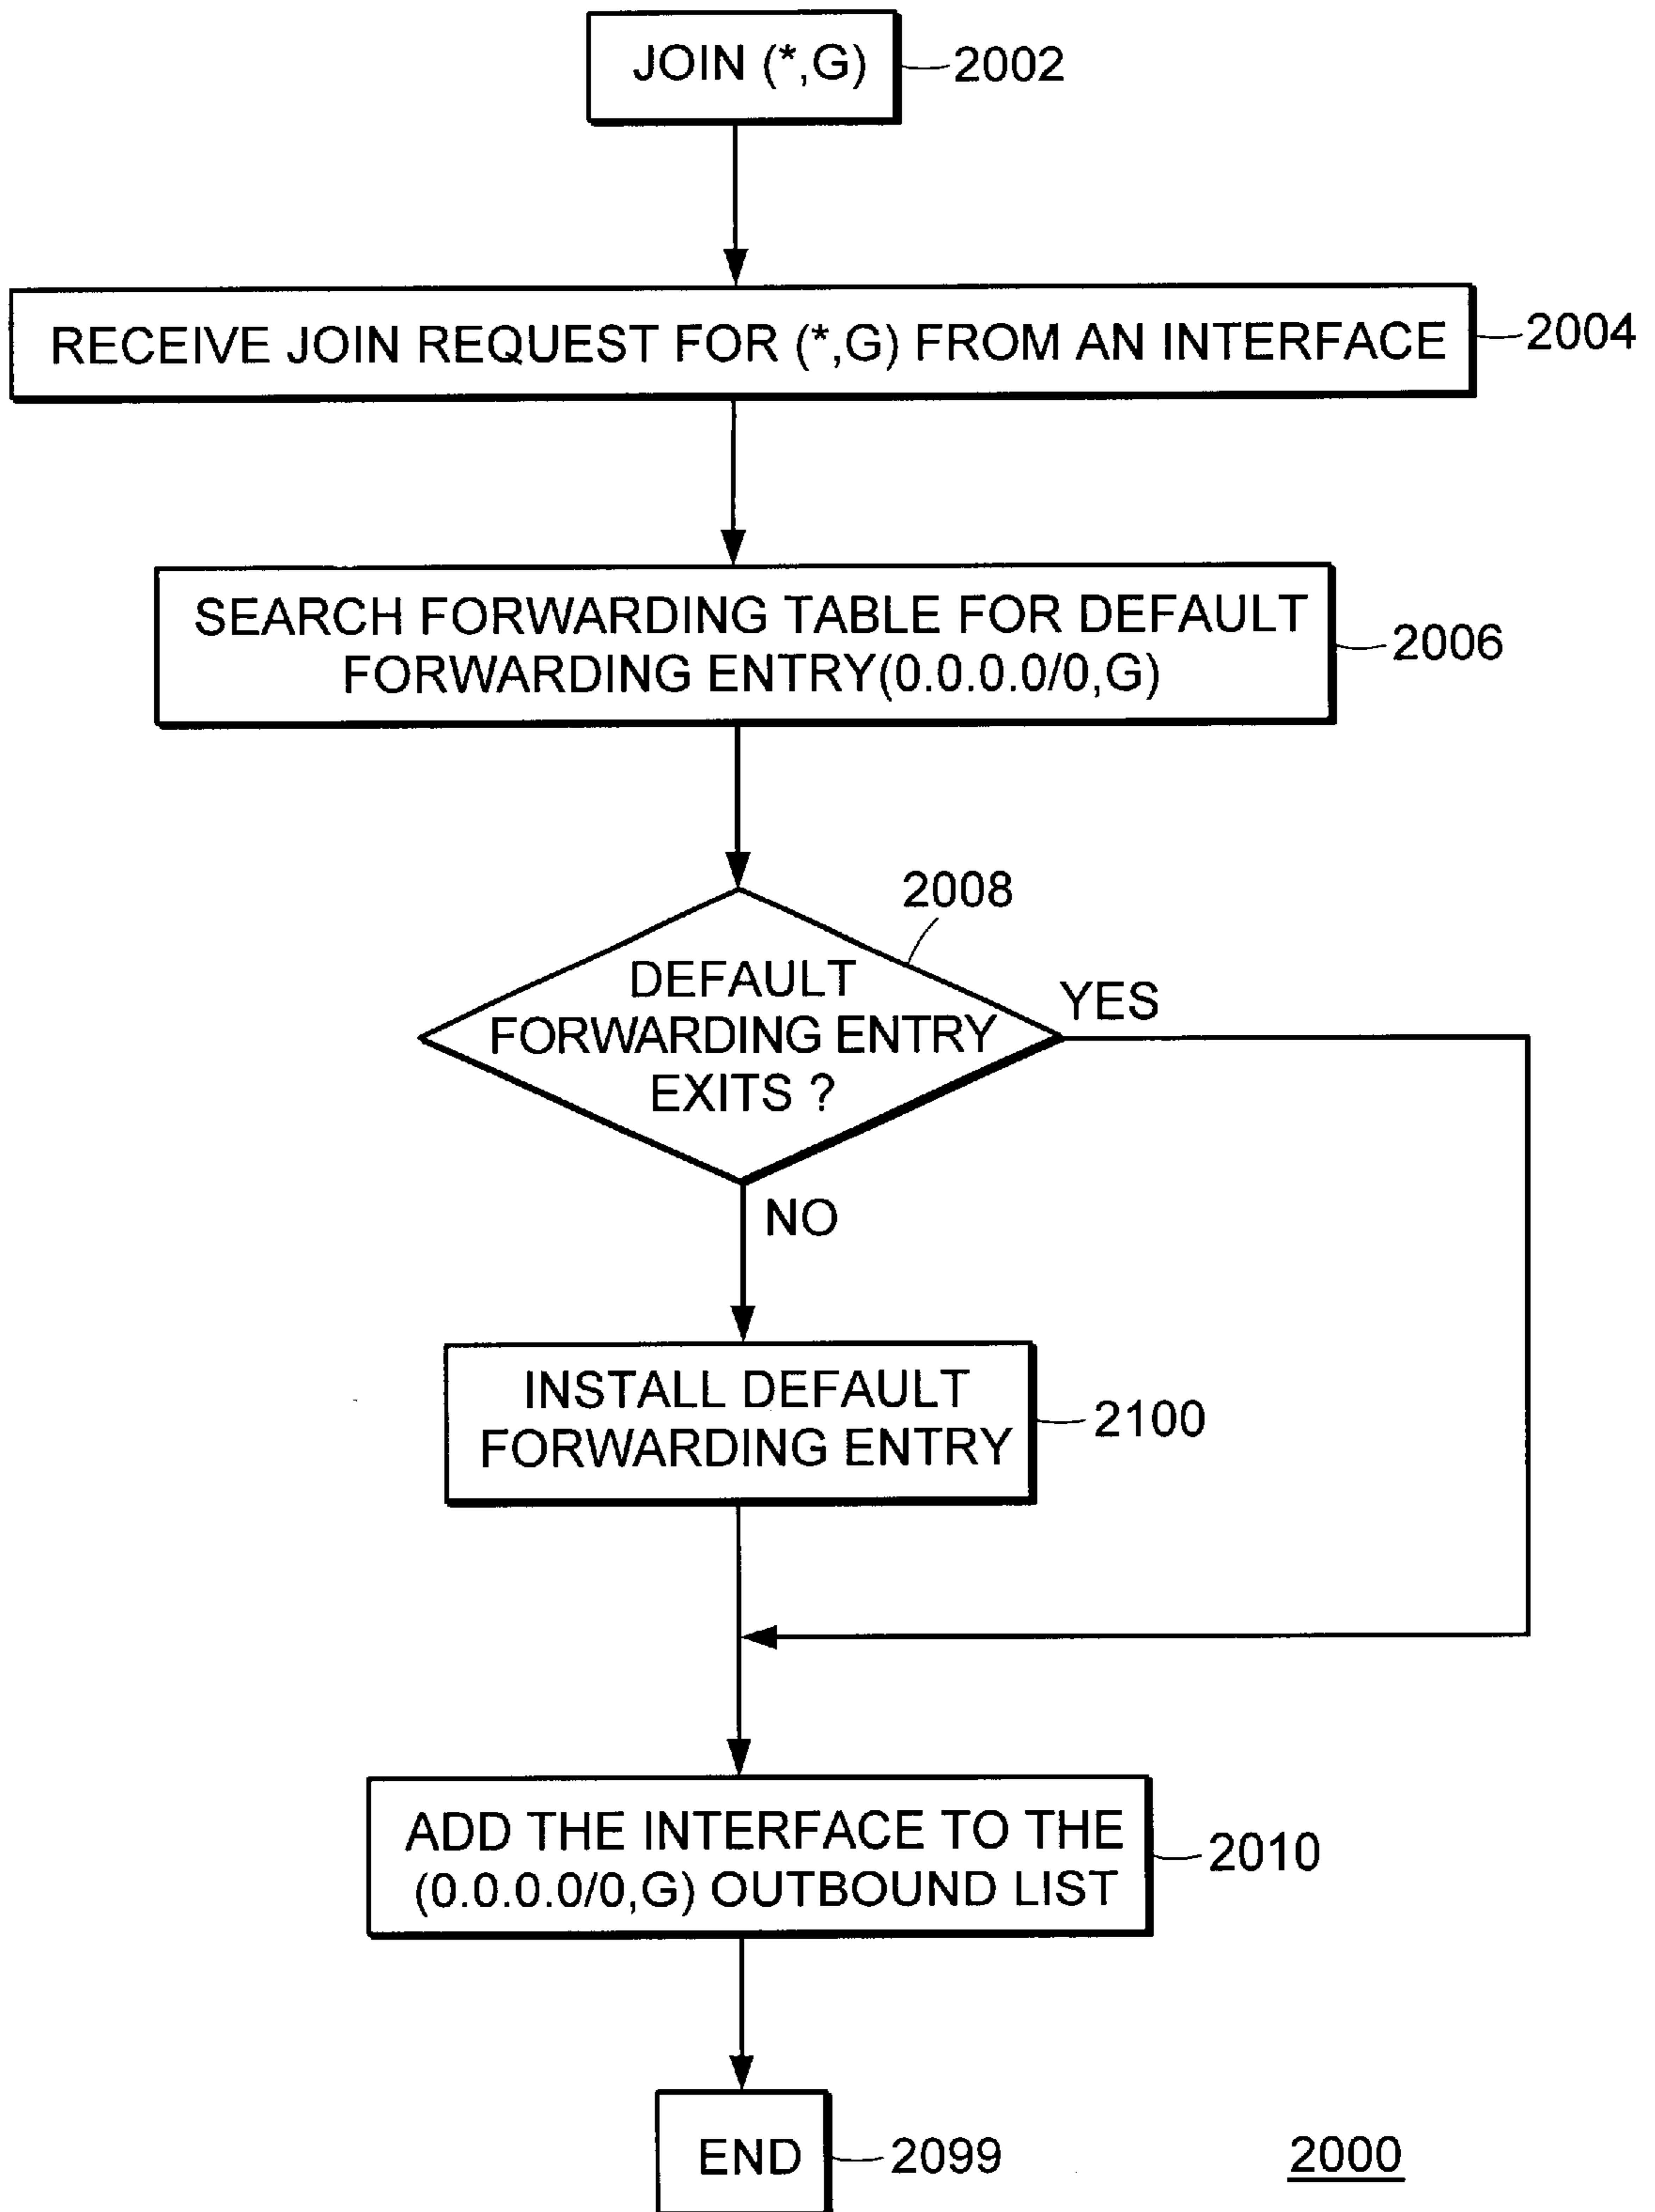 JOIN (*,G)
2002
RECEIVE JOIN REQUEST FOR (*,G) FROM AN INTERFACE
2004
SEARCH FORWARDING TABLE FOR DEFAULT
FORWARDING ENTRY(0.0.0.0/0,G)
2006
2008
DEFAULT
FORWARDING ENTRY
EXITS ?
YES
NO
INSTALL DEFAULT
FORWARDING ENTRY
2100
ADD THE INTERFACE TO THE
(0.0.0.0/0,G) OUTBOUND LIST
2010
END
2099
2000